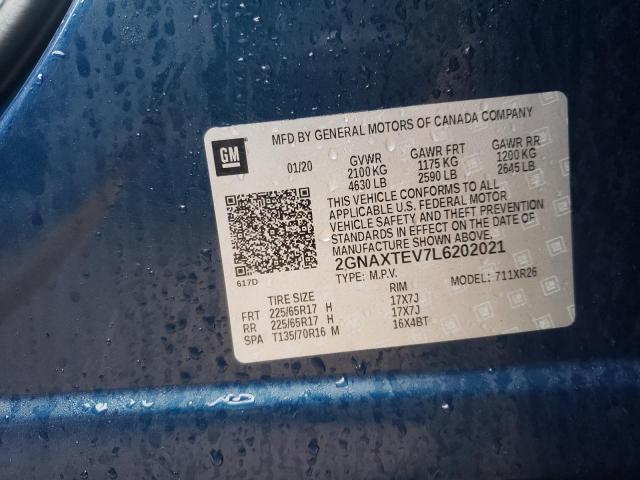 MFD BY GENERAL MOTORS OF CANADA COMPANY
GM
01/20 GVWR GAWR FRT GAWR RR
2100 KG 1175 KG 1200 KG
4630 LB 2590 LB 2645 LB
THIS VEHICLE CONFORMS TO ALL
APPLICABLE U.S. FEDERAL MOTOR
VEHICLE SAFETY AND THEFT PREVENTION
STANDARDS IN EFFECT ON THE DATE OF
MANUFACTURE SHOWN ABOVE.
2GNAXTEV7L6202021
617D
TYPE: M.P.V. MODEL: 711XR26
TIRE SIZE RIM
FRT 225/65R17 H 17X7J
RR 225/65R17 H 17X7J
SPA T135/70R16 M 16X4BT